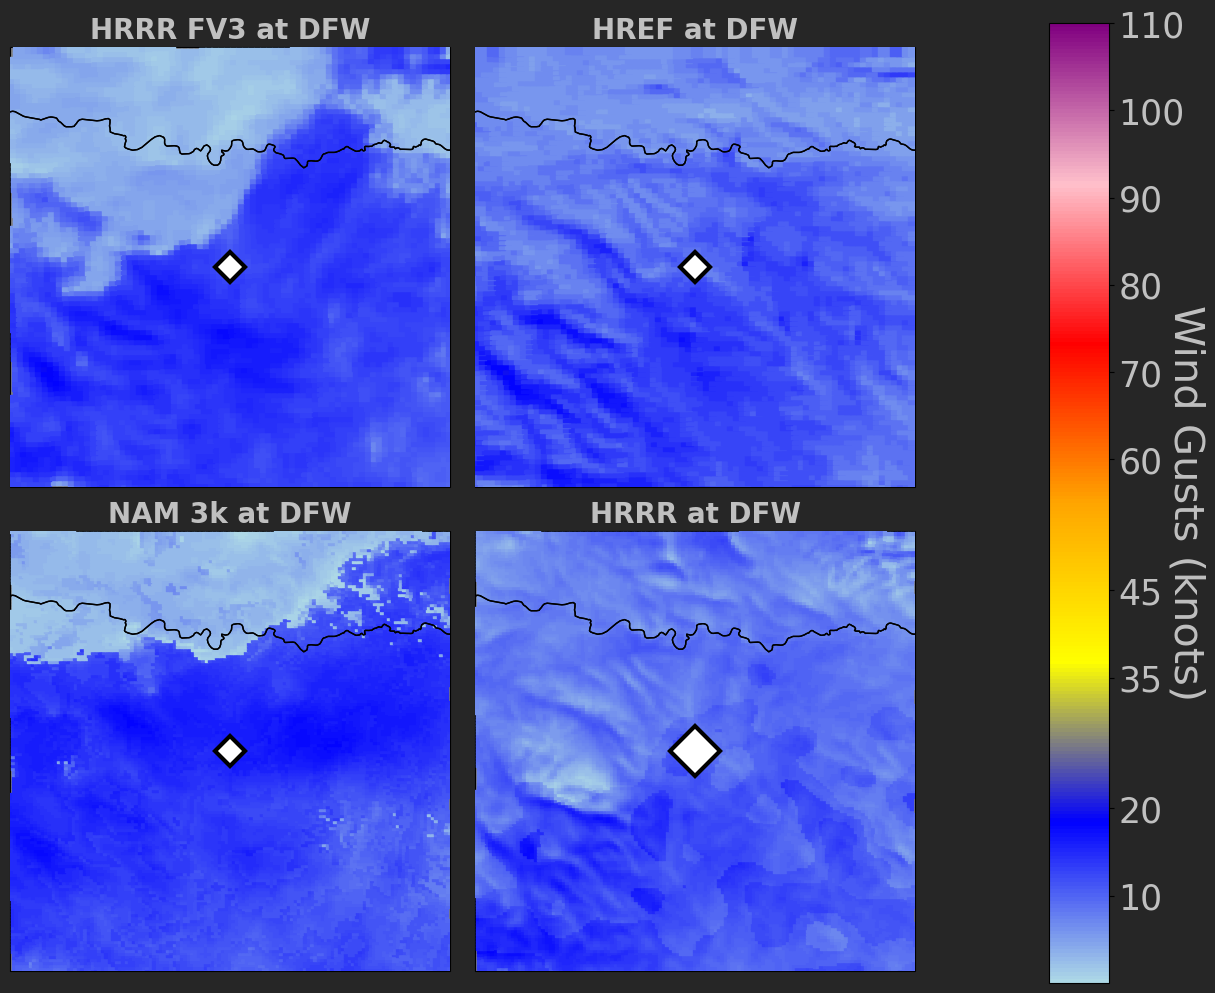 HRRR FV3 at DFW
HREF at DFW
NAM 3k at DFW
HRRR at DFW
110
100
90
80
70
60
45
35
20
10
Wind Gusts (knots)